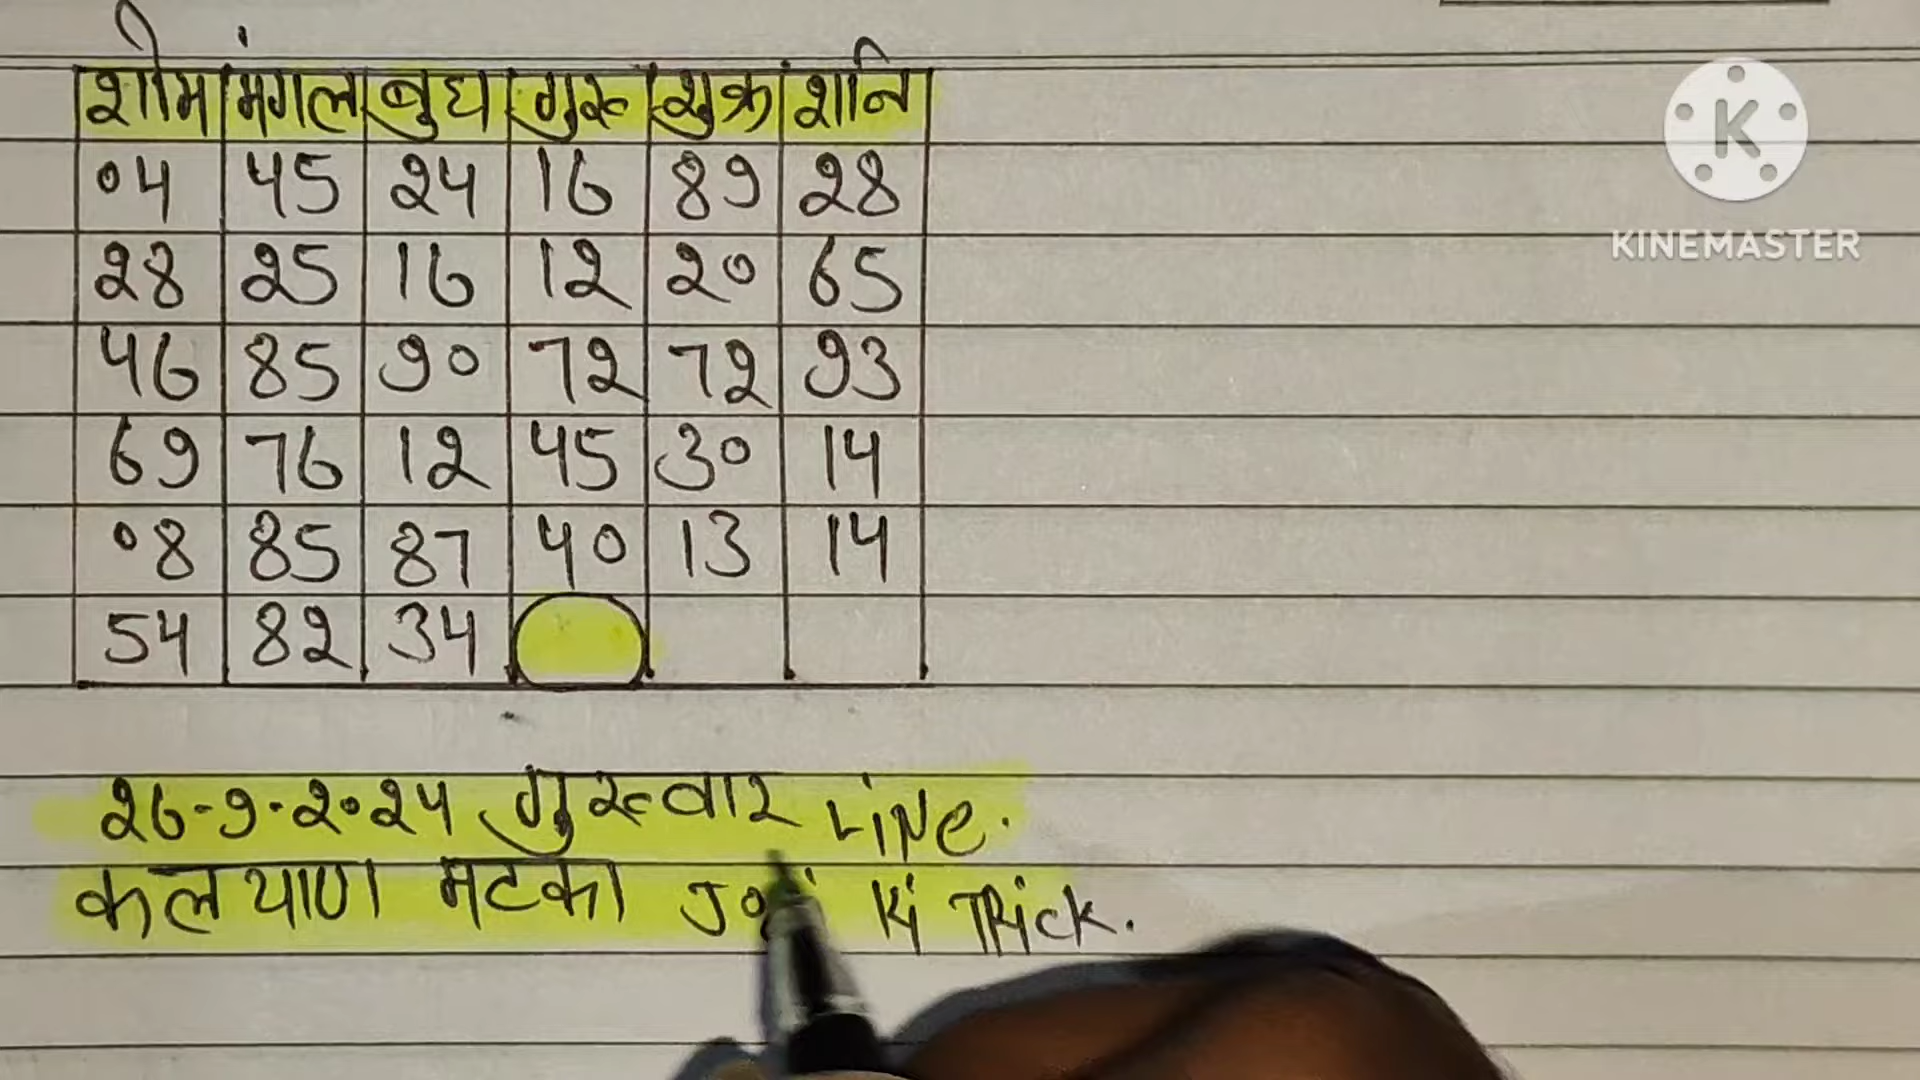 शोम मंगल बुध गुरू शुक्र शनि
04 45 24 16 89 28
28 25 16 12 20 65
46 85 90 72 72 93
69 76 12 45 30 14
08 85 87 40 13 14
54 82 34
26-9-2024 गुरूवार LiNe.
कलयाण मटका Ki TRick.
K
KINEMASTER